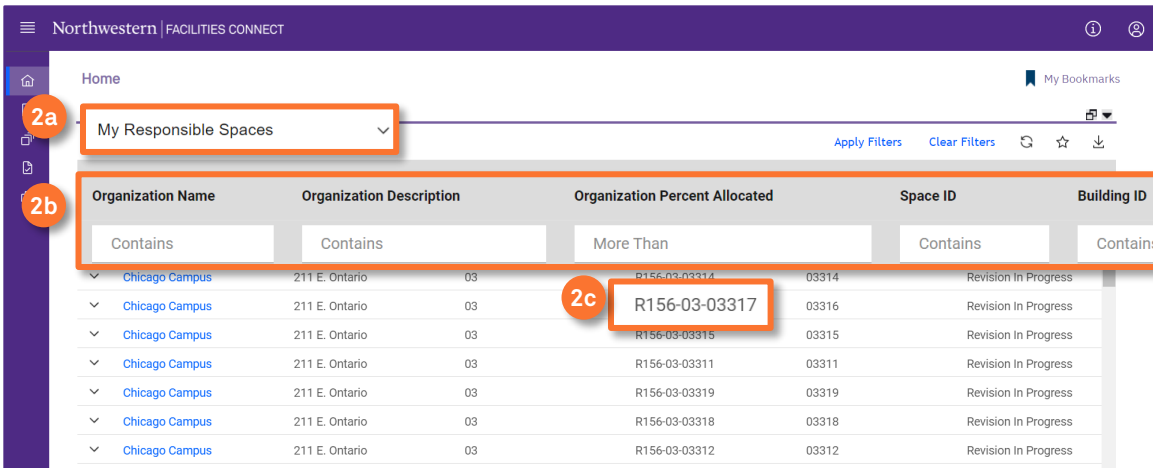 Northwestern | FACILITIES CONNECT
Home
My Bookmarks
2a
My Responsible Spaces
Apply Filters Clear Filters
2b
Organization Name Organization Description Organization Percent Allocated Space ID Building ID
Contains Contains More Than Contains Contains
Chicago Campus 211 E. Ontario 03 R156-03-03314 03314 Revision In Progress
2c
R156-03-03317
Chicago Campus 211 E. Ontario 03 03316 Revision In Progress
Chicago Campus 211 E. Ontario 03 R156-03-03315 03315 Revision In Progress
Chicago Campus 211 E. Ontario 03 R156-03-03311 03311 Revision In Progress
Chicago Campus 211 E. Ontario 03 R156-03-03319 03319 Revision In Progress
Chicago Campus 211 E. Ontario 03 R156-03-03318 03318 Revision In Progress
Chicago Campus 211 E. Ontario 03 R156-03-03312 03312 Revision In Progress